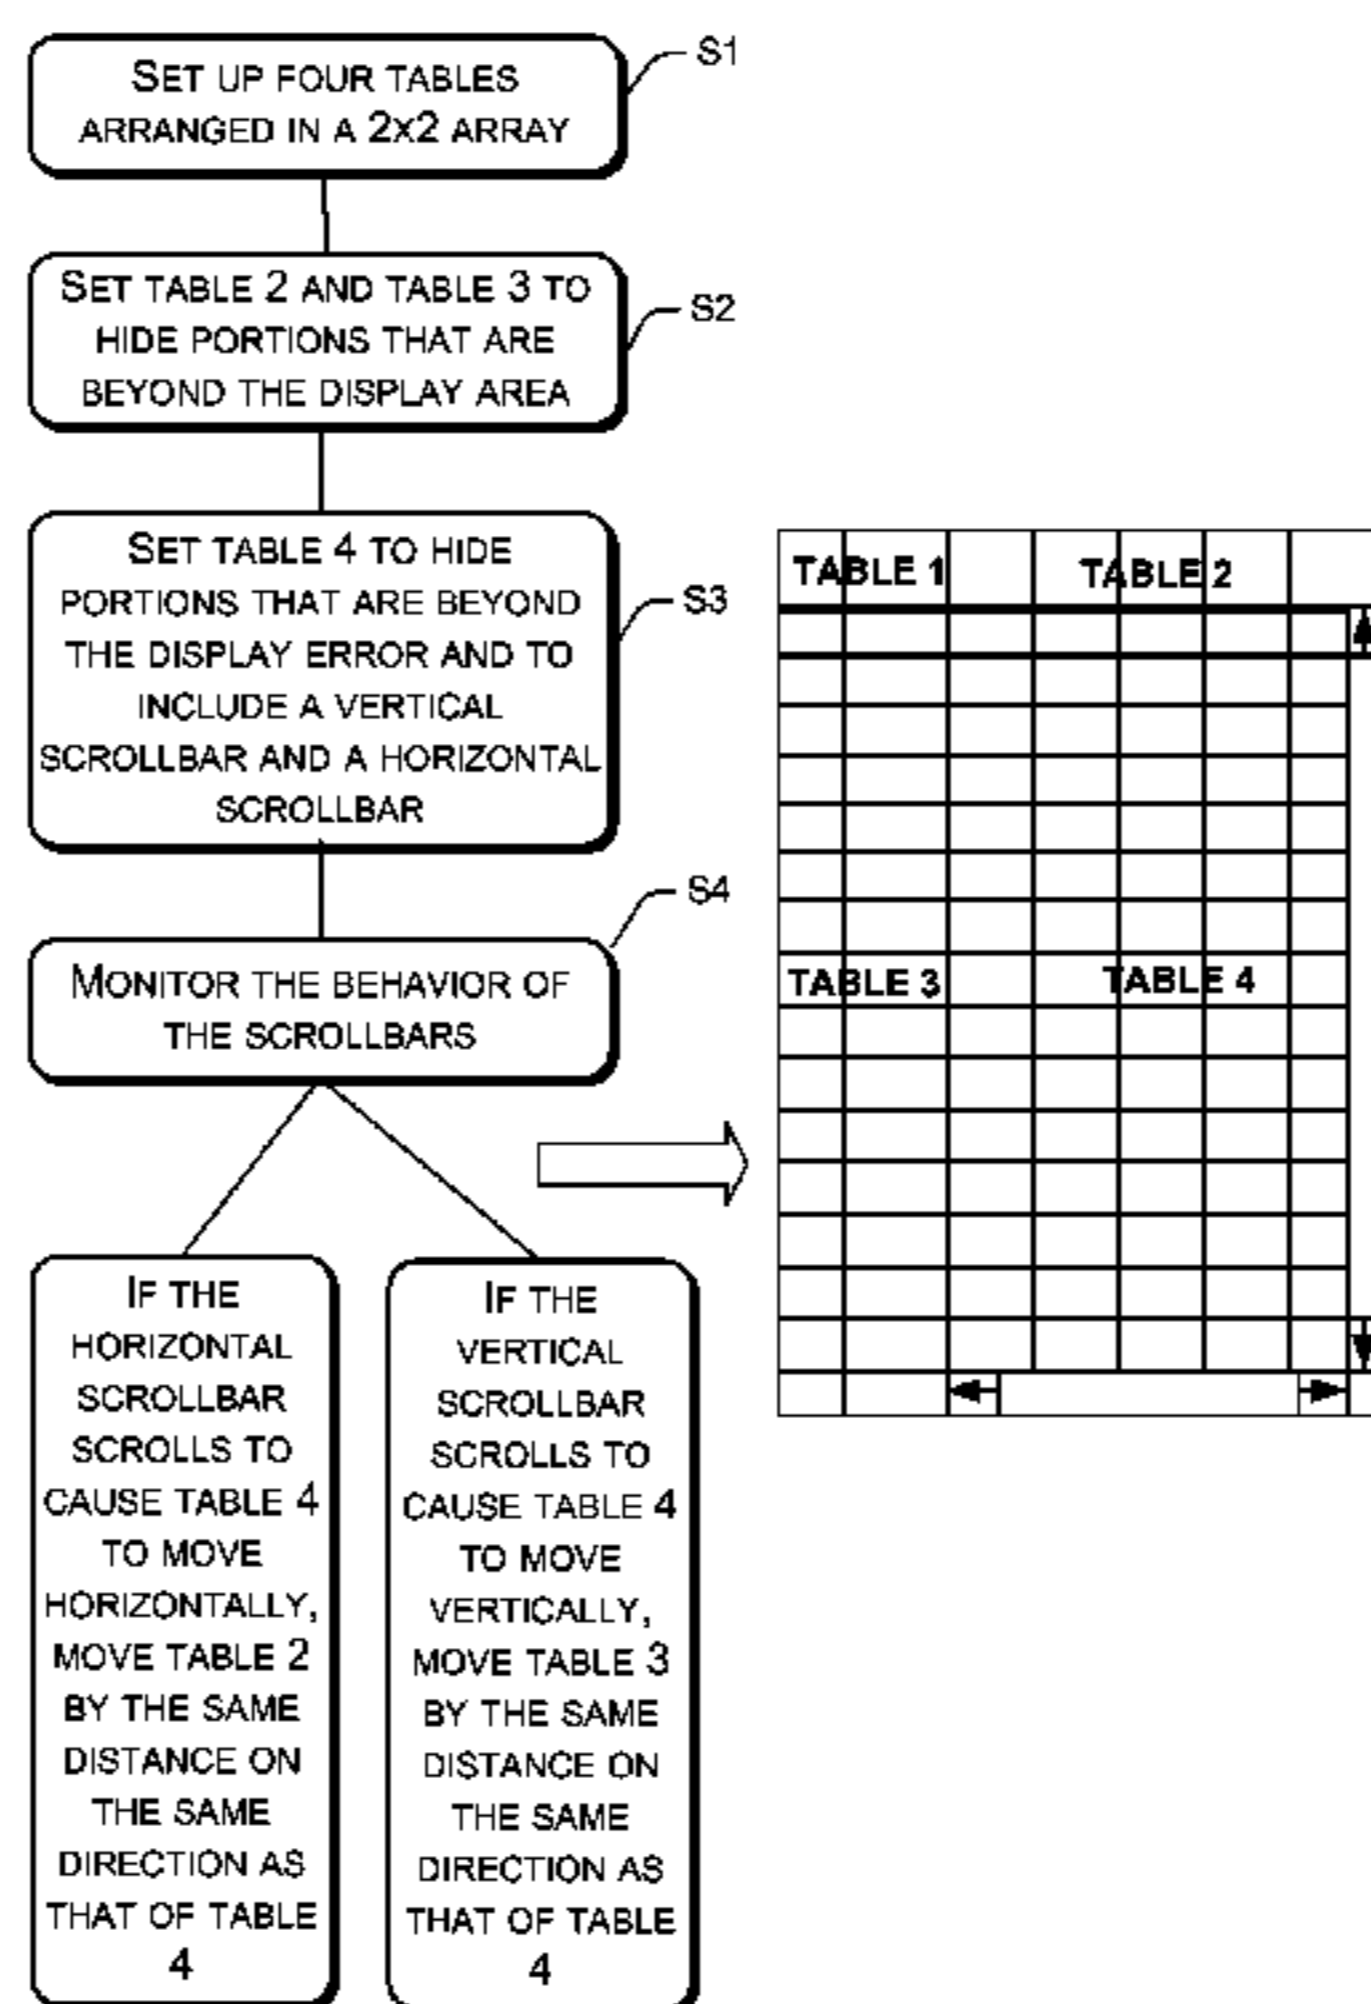 SET UP FOUR TABLES
ARRANGED IN A 2X2 ARRAY
S1
SET TABLE 2 AND TABLE 3 TO
HIDE PORTIONS THAT ARE
BEYOND THE DISPLAY AREA
S2
SET TABLE 4 TO HIDE
PORTIONS THAT ARE BEYOND
THE DISPLAY ERROR AND TO
INCLUDE A VERTICAL
SCROLLBAR AND A HORIZONTAL
SCROLLBAR
S3
MONITOR THE BEHAVIOR OF
THE SCROLLBARS
S4
IF THE
HORIZONTAL
SCROLLBAR
SCROLLS TO
CAUSE TABLE 4
TO MOVE
HORIZONTALLY,
MOVE TABLE 2
BY THE SAME
DISTANCE ON
THE SAME
DIRECTION AS
THAT OF TABLE
4
IF THE
VERTICAL
SCROLLBAR
SCROLLS TO
CAUSE TABLE 4
TO MOVE
VERTICALLY,
MOVE TABLE 3
BY THE SAME
DISTANCE ON
THE SAME
DIRECTION AS
THAT OF TABLE
4
TABLE 1
TABLE 2
TABLE 3
TABLE 4